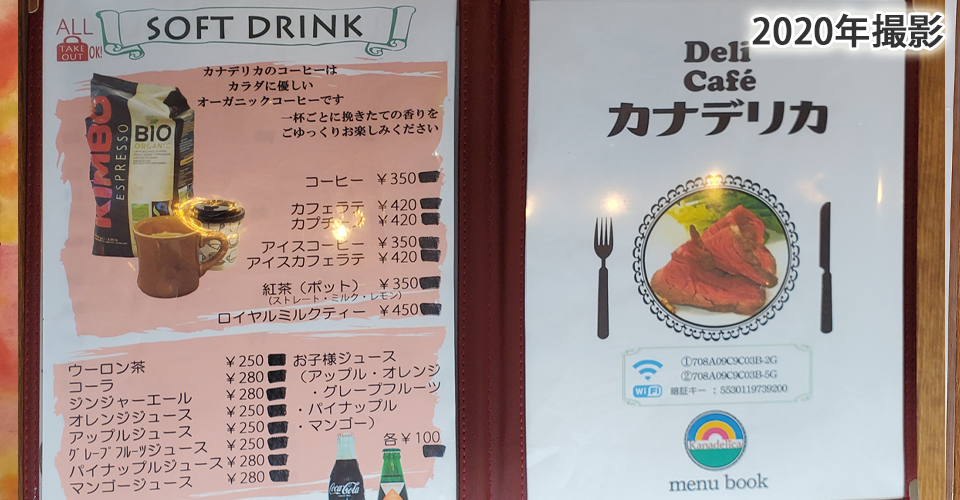 2020年撮影
ALL
TAKE
OUT
OK!
SOFT DRINK
カナデリカのコーヒーは
カラダに優しい
オーガニックコーヒーです
一杯ごとに挽きたての香りを
ごゆっくりお楽しみください
KIMBO
ESPRESSO
BIO
ORGANIC
コーヒー ¥350
カフェラテ ¥420
カプチーノ ¥420
アイスコーヒー ¥350
アイスカフェラテ ¥420
紅茶（ポット） ¥350
（ストレート・ミルク・レモン）
ロイヤルミルクティー ¥450
ウーロン茶 ¥250
コーラ ¥280
ジンジャーエール ¥280
オレンジジュース ¥250
アップルジュース ¥250
グレープフルーツジュース ¥250
パイナップルジュース ¥280
マンゴージュース ¥280
お子様ジュース
（アップル・オレンジ
・グレープフルーツ
・パイナップル
・マンゴー）
各¥100
Coca-Cola
Deli
Café
カナデリカ
WiFi
①708A09C9C03B-2G
②708A09C9C03B-5G
暗証キー ：5530119739200
Kanadelica
menu book